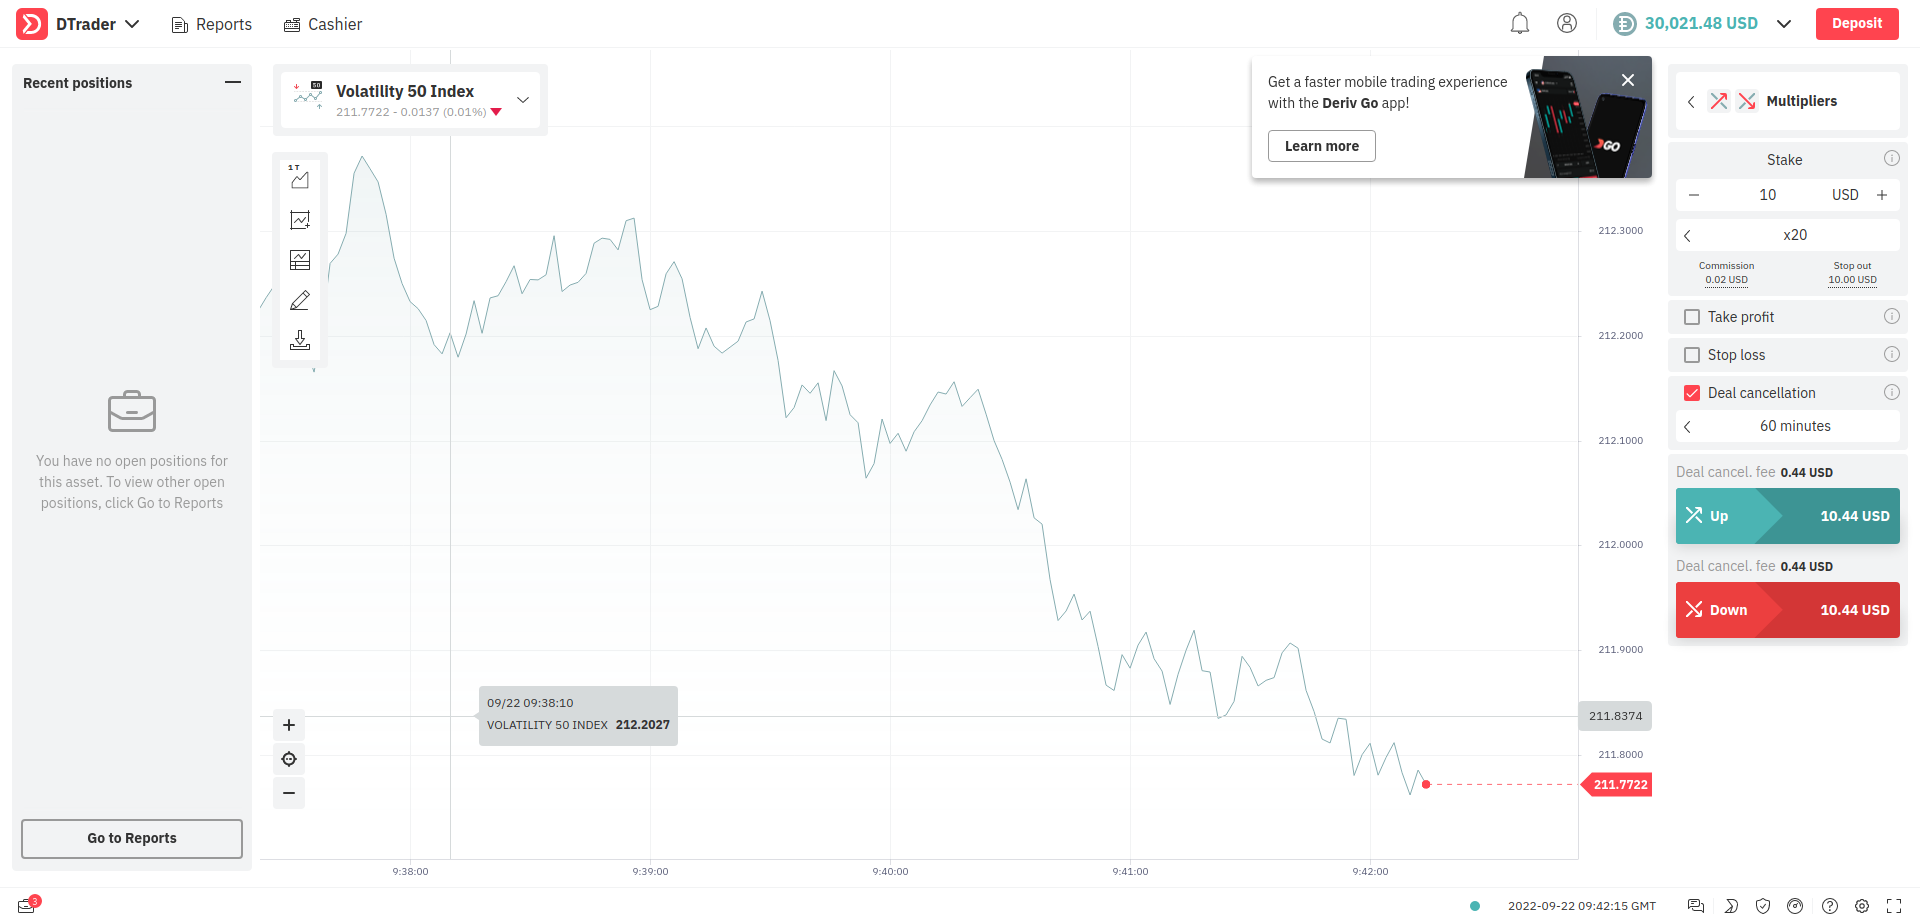 DTrader
Reports
Cashier
30,021.48 USD
Deposit
Recent positions
You have no open positions for
this asset. To view other open
positions, click Go to Reports
Go to Reports
50
Volatility 50 Index
211.7722 - 0.0137 (0.01%)
1 T
Get a faster mobile trading experience
with the Deriv Go app!
Learn more
GO
212.3000
212.2000
212.1000
212.0000
211.9000
211.8374
211.8000
211.7722
09/22 09:38:10
VOLATILITY 50 INDEX 212.2027
9:38:00
9:39:00
9:40:00
9:41:00
9:42:00
Multipliers
Stake
10 USD
x20
Commission
0.02 USD
Stop out
10.00 USD
Take profit
Stop loss
Deal cancellation
60 minutes
Deal cancel. fee 0.44 USD
Up 10.44 USD
Deal cancel. fee 0.44 USD
Down 10.44 USD
3
2022-09-22 09:42:15 GMT